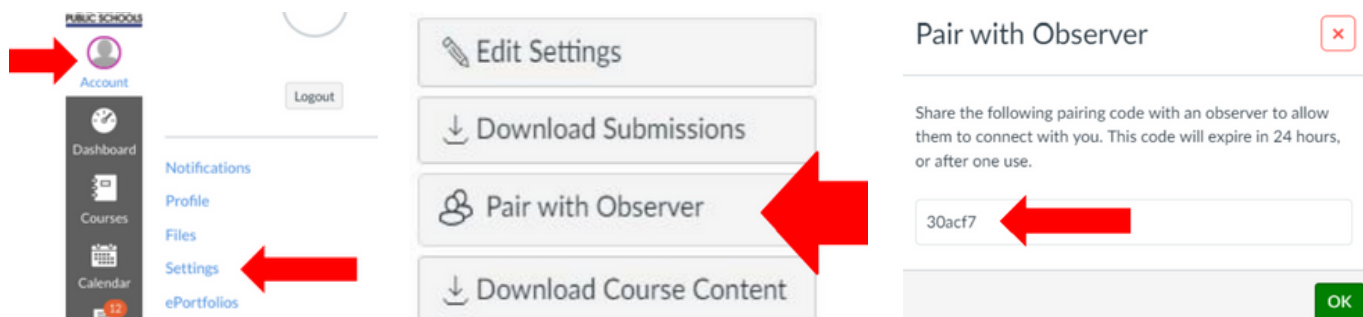 PUBLIC SCHOOLS
Account
Dashboard
Courses
Calendar
12
Logout
Notifications
Profile
Files
Settings
ePortfolios
Edit Settings
Download Submissions
Pair with Observer
Download Course Content
Pair with Observer
Share the following pairing code with an observer to allow
them to connect with you. This code will expire in 24 hours,
or after one use.
30acf7
OK